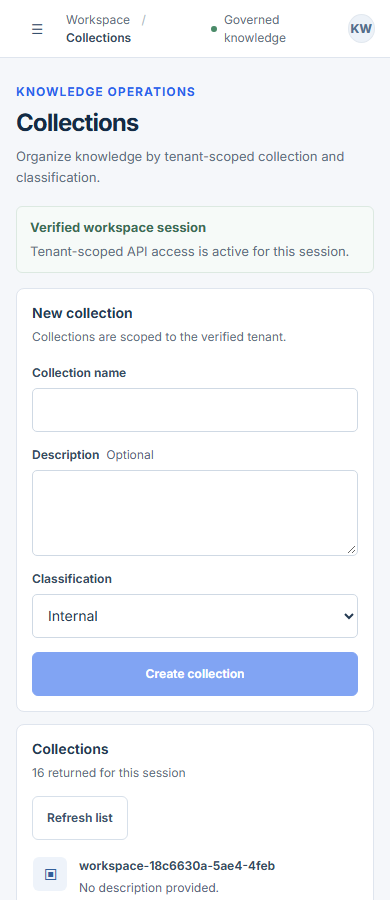 Workspace / Governed
Collections knowledge
KW
KNOWLEDGE OPERATIONS
Collections
Organize knowledge by tenant-scoped collection and
classification.
Verified workspace session
Tenant-scoped API access is active for this session.
New collection
Collections are scoped to the verified tenant.
Collection name
Description Optional
Classification
Internal
Create collection
Collections
16 returned for this session
Refresh list
workspace-18c6630a-5ae4-4feb
No description provided.